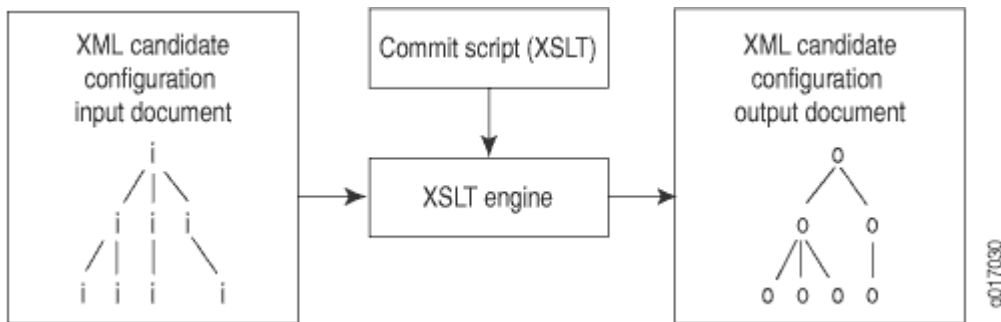 XML candidate
configuration
input document
i
i i i
i i i i
Commit script (XSLT)
XSLT engine
XML candidate
configuration
output document
o
o o
o o o o
g017030